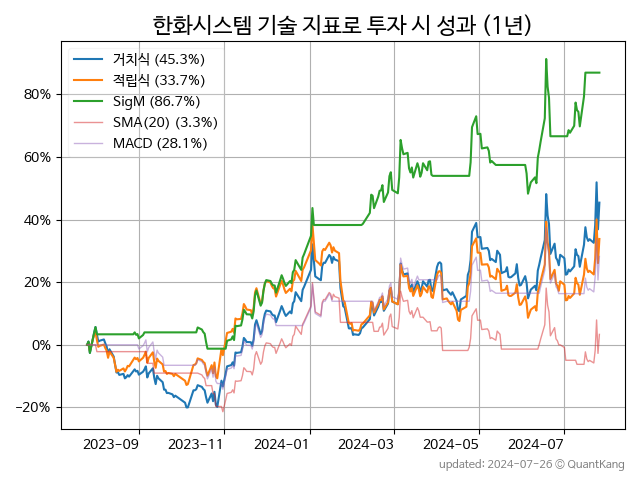 한화시스템 기술 지표로 투자 시 성과 (1년)
거치식 (45.3%)
적립식 (33.7%)
SigM (86.7%)
SMA(20) (3.3%)
MACD (28.1%)
80%
60%
40%
20%
0%
−20%
2023-09
2023-11
2024-01
2024-03
2024-05
2024-07
updated: 2024-07-26 © QuantKang